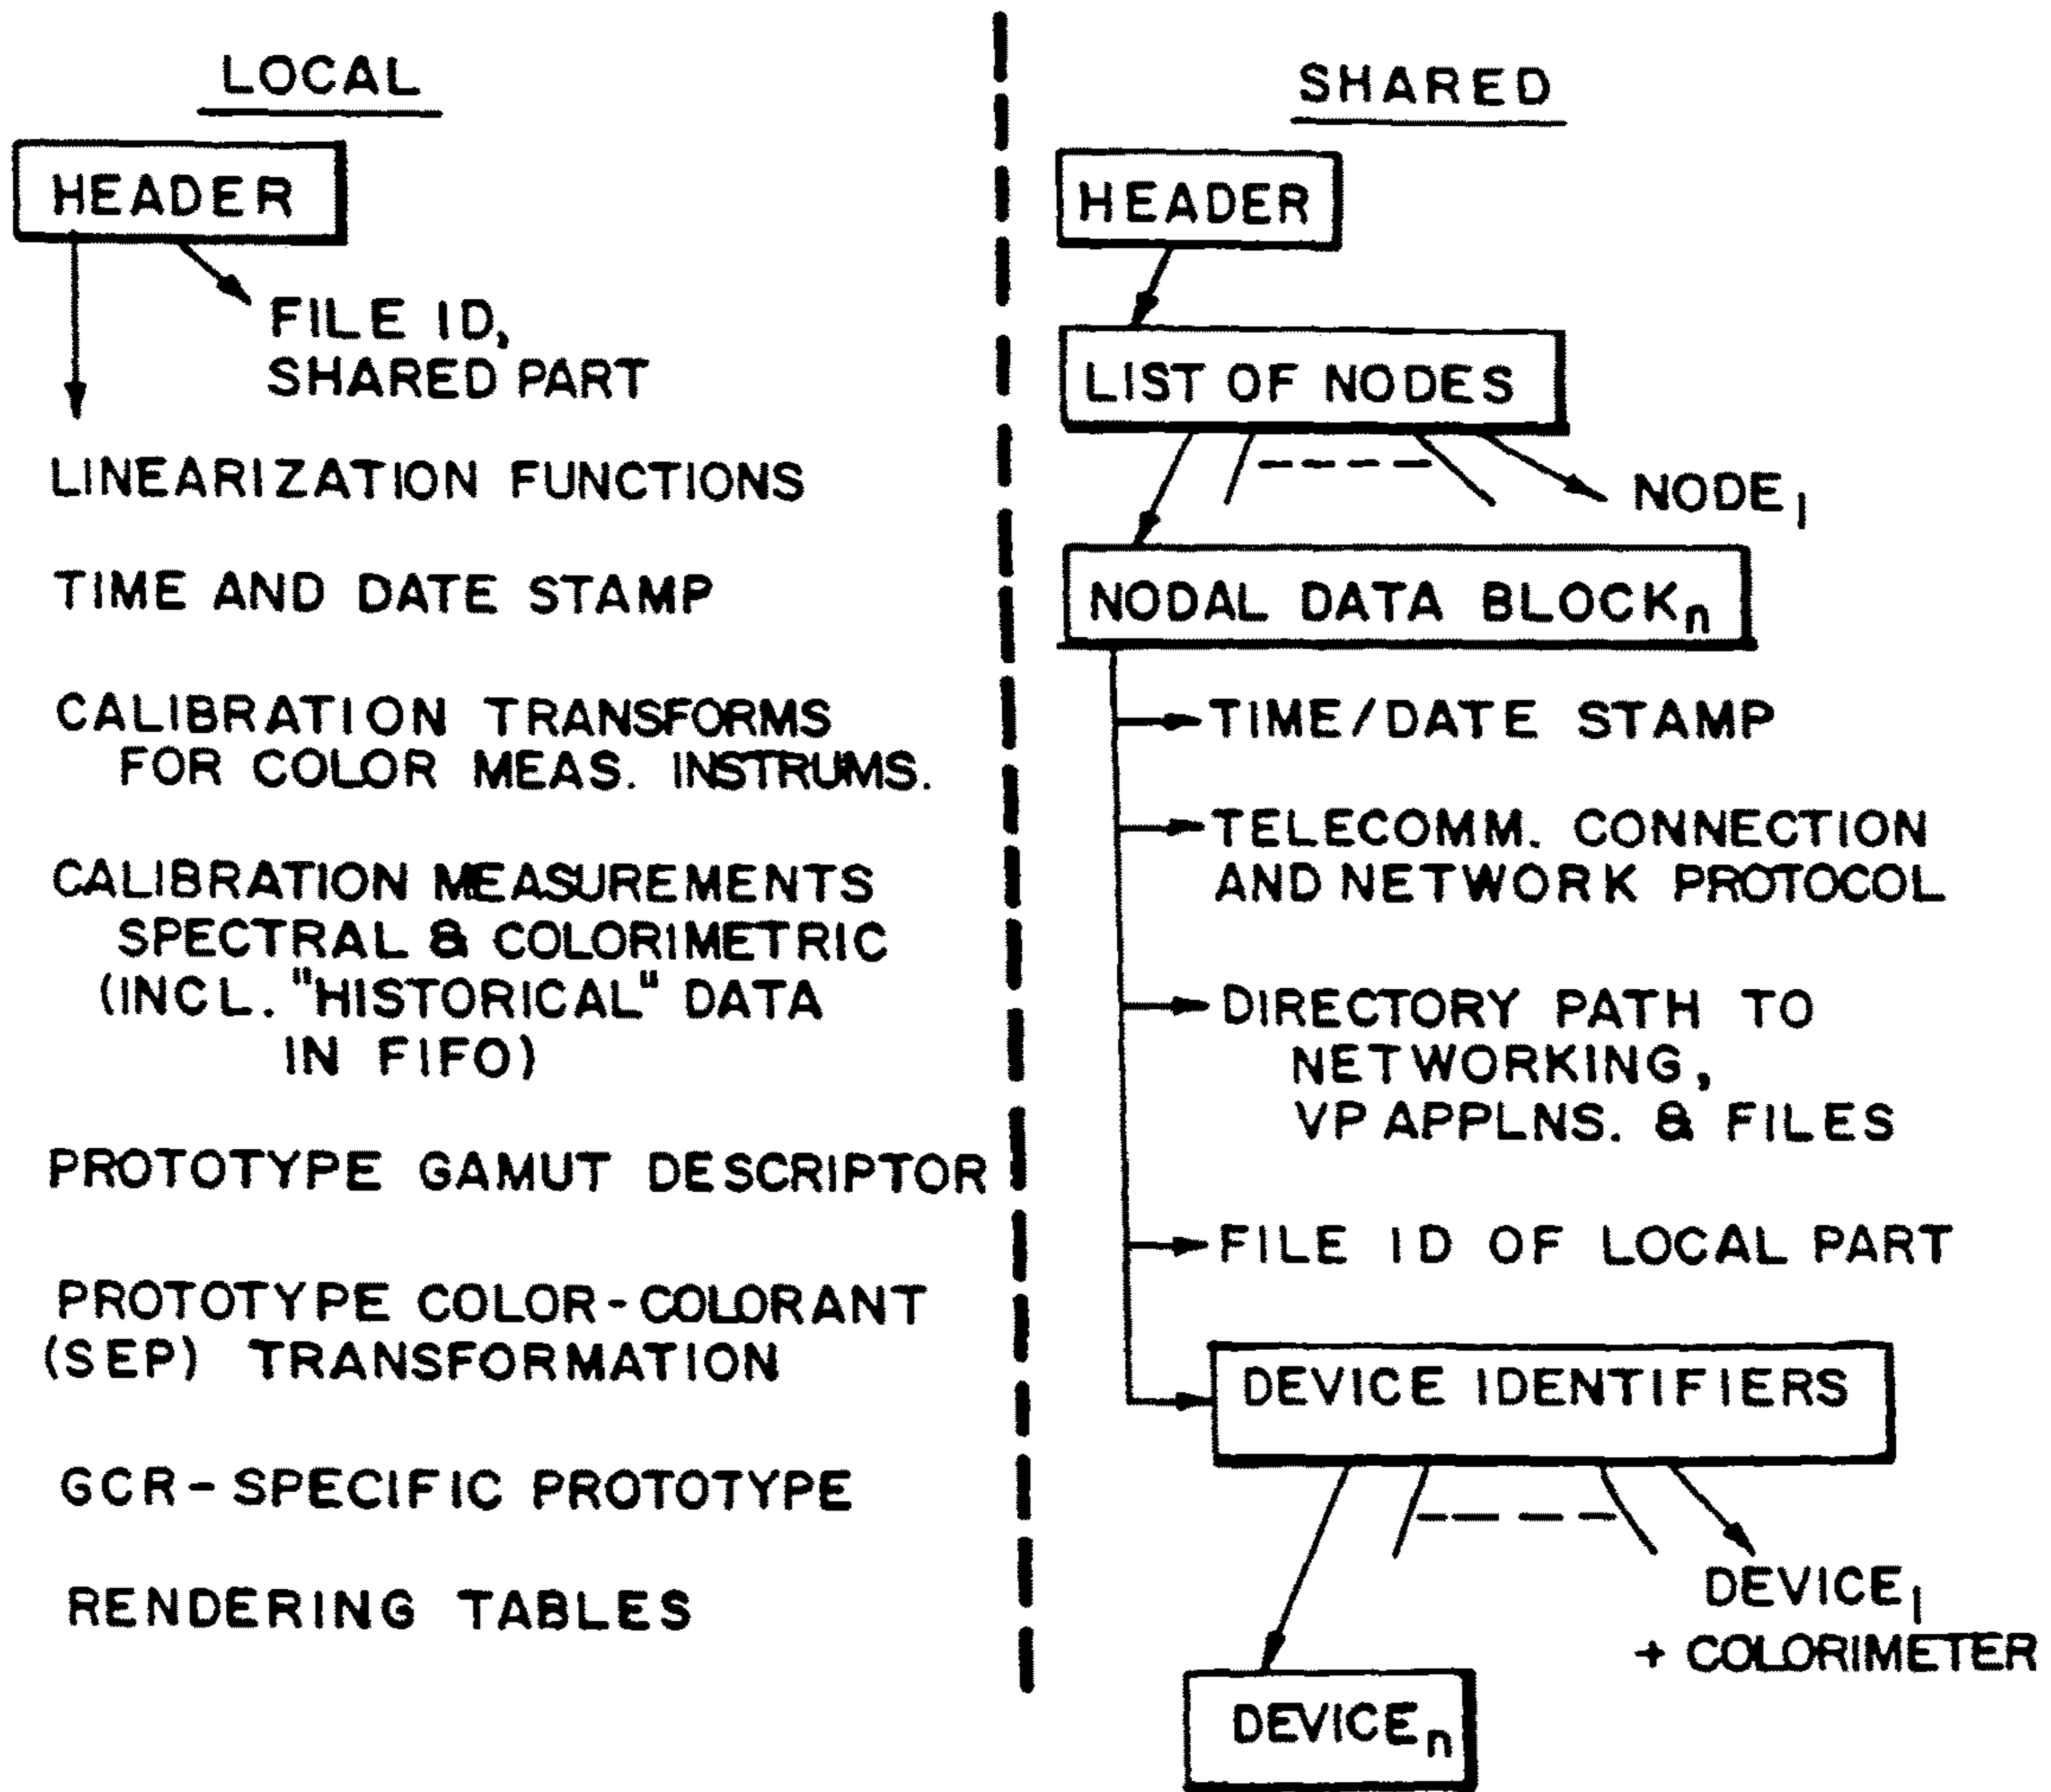 LOCAL
HEADER
FILE ID,
SHARED PART
LINEARIZATION FUNCTIONS
TIME AND DATE STAMP
CALIBRATION TRANSFORMS
FOR COLOR MEAS. INSTRUMS.
CALIBRATION MEASUREMENTS
SPECTRAL & COLORIMETRIC
(INCL. "HISTORICAL" DATA
IN FIFO)
PROTOTYPE GAMUT DESCRIPTOR
PROTOTYPE COLOR-COLORANT
(SEP) TRANSFORMATION
GCR-SPECIFIC PROTOTYPE
RENDERING TABLES
SHARED
HEADER
LIST OF NODES
NODE1
NODAL DATA BLOCKn
TIME/DATE STAMP
TELECOMM. CONNECTION
AND NETWORK PROTOCOL
DIRECTORY PATH TO
NETWORKING,
VP APPLNS. & FILES
FILE ID OF LOCAL PART
DEVICE IDENTIFIERS
DEVICE1
+ COLORIMETER
DEVICEn